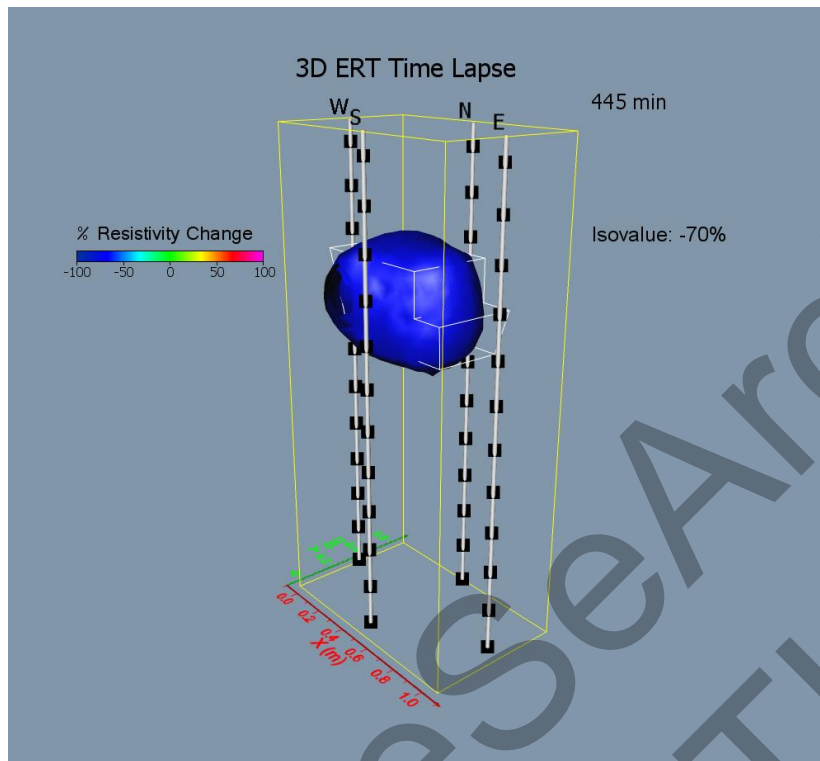 3D ERT Time Lapse
445 min
W
S
N
E
% Resistivity Change
-100 -50 0 50 100
Isovalue: -70%
0.0 0.2 0.4 0.6 0.8 1.0
X (m)